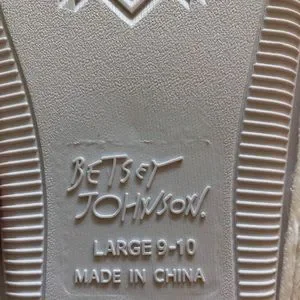 BETSEY
JOHNSON.
LARGE 9-10
MADE IN CHINA